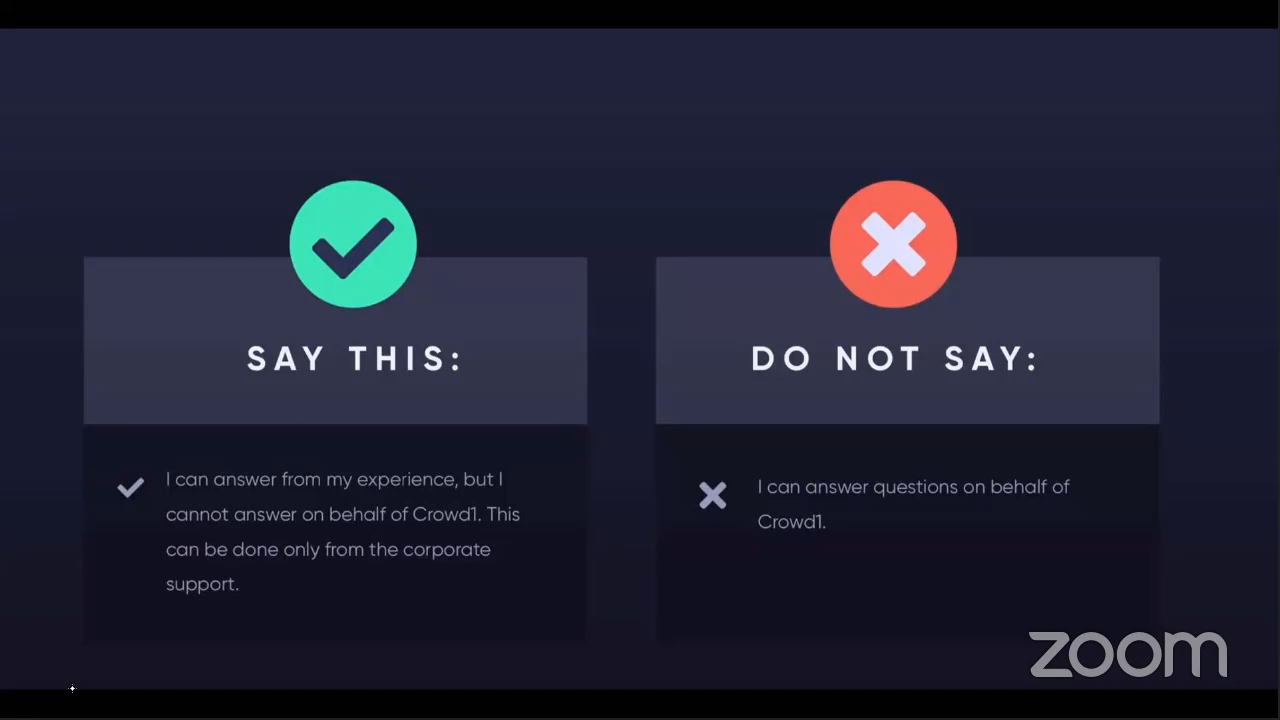 SAY THIS:
I can answer from my experience, but I
cannot answer on behalf of Crowd1. This
can be done only from the corporate
support.
DO NOT SAY:
I can answer questions on behalf of
Crowd1.
zoom